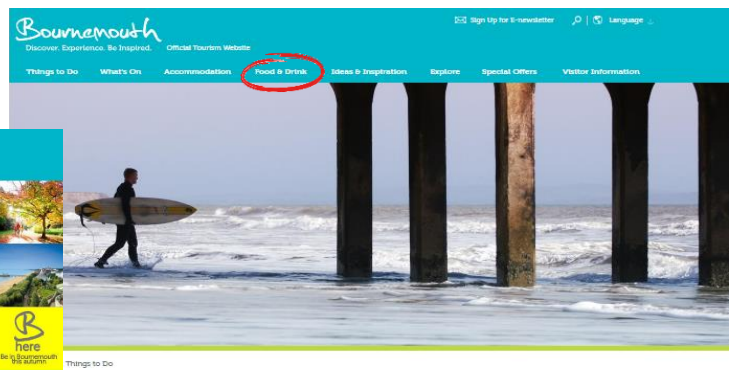 Bournemouth
Discover. Experience. Be Inspired. Official Tourism Website
Sign Up for E-newsletter Language
Things to Do What's On Accommodation Food & Drink Ideas & Inspiration Explore Special Offers Visitor Information
B
here
Be in Bournemouth
this autumn
Things to Do